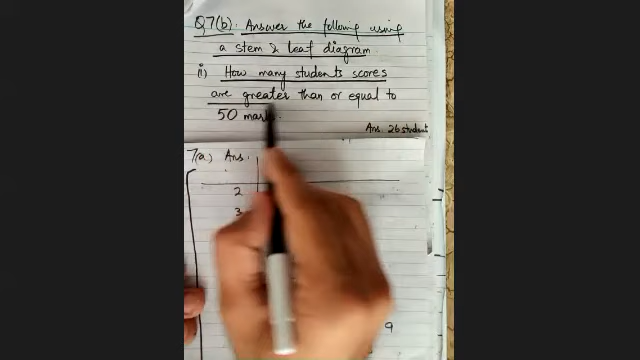 Q7(b). Answer the following using
a stem & leaf diagram.
(i) How many students scores
are greater than or equal to
50 marks.
Ans. 26 student
7(a) Ans.
2
3
9